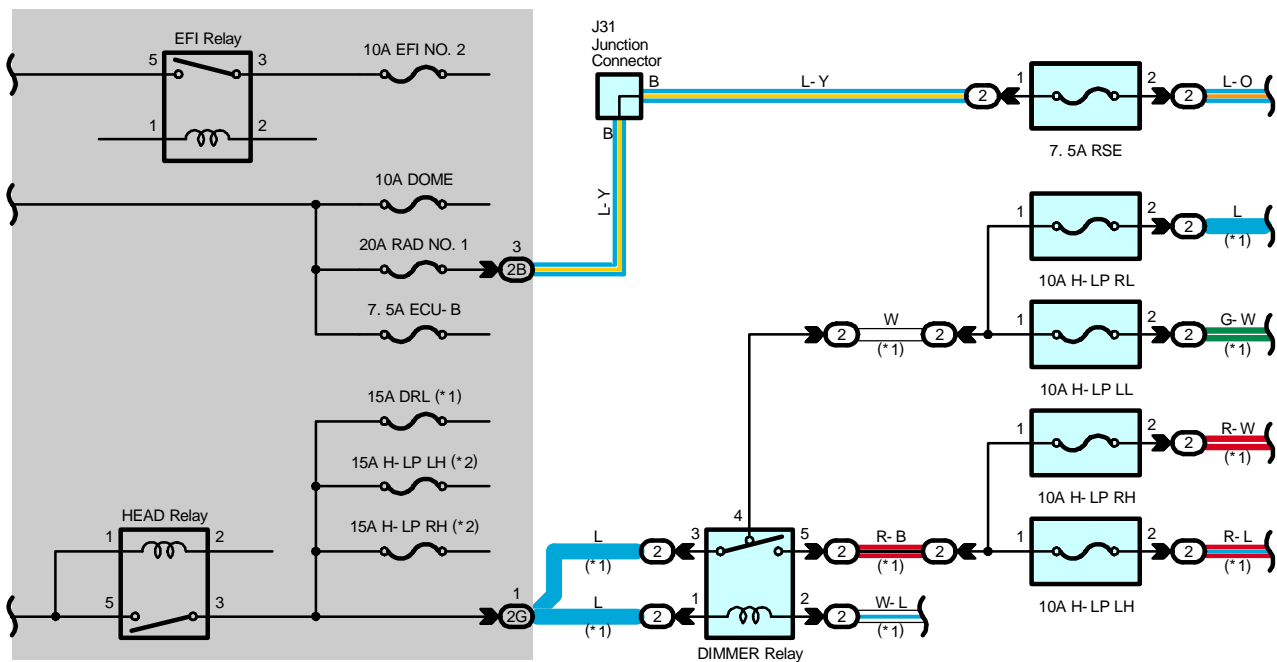 EFI Relay
5
3
10A EFI NO. 2
1
2
J31
Junction
Connector
B
L- Y
2
1
2
2
L- O
7. 5A RSE
B
L- Y
10A DOME
20A RAD NO. 1
3
2B
7. 5A ECU- B
1
2
2
L
(*1)
10A H- LP RL
2
W
(*1)
2
1
2
2
G- W
(*1)
10A H- LP LL
15A DRL (*1)
15A H- LP LH (*2)
15A H- LP RH (*2)
1
2
2
R- W
(*1)
10A H- LP RH
HEAD Relay
1
2
5
3
1
2G
L
(*1)
2
3
4
5
2
R- B
(*1)
2
1
2
2
R- L
(*1)
10A H- LP LH
L
(*1)
2
1
2
2
W- L
(*1)
DIMMER Relay